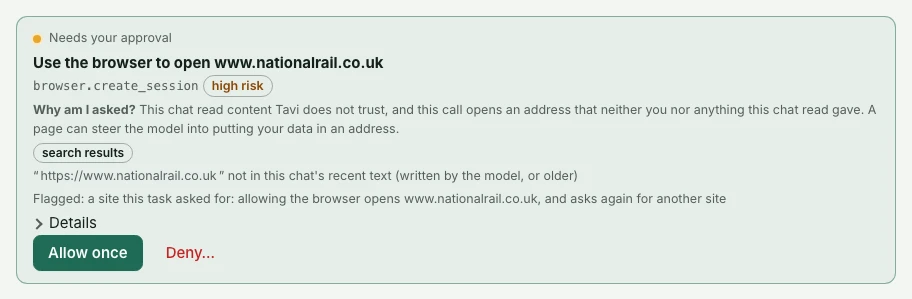 Needs your approval
Use the browser to open www.nationalrail.co.uk
browser.create_session high risk
Why am I asked? This chat read content Tavi does not trust, and this call opens an address that neither you nor anything this chat read gave. A
page can steer the model into putting your data in an address.
search results
“https://www.nationalrail.co.uk” not in this chat's recent text (written by the model, or older)
Flagged: a site this task asked for: allowing the browser opens www.nationalrail.co.uk, and asks again for another site
Details
Allow once Deny...